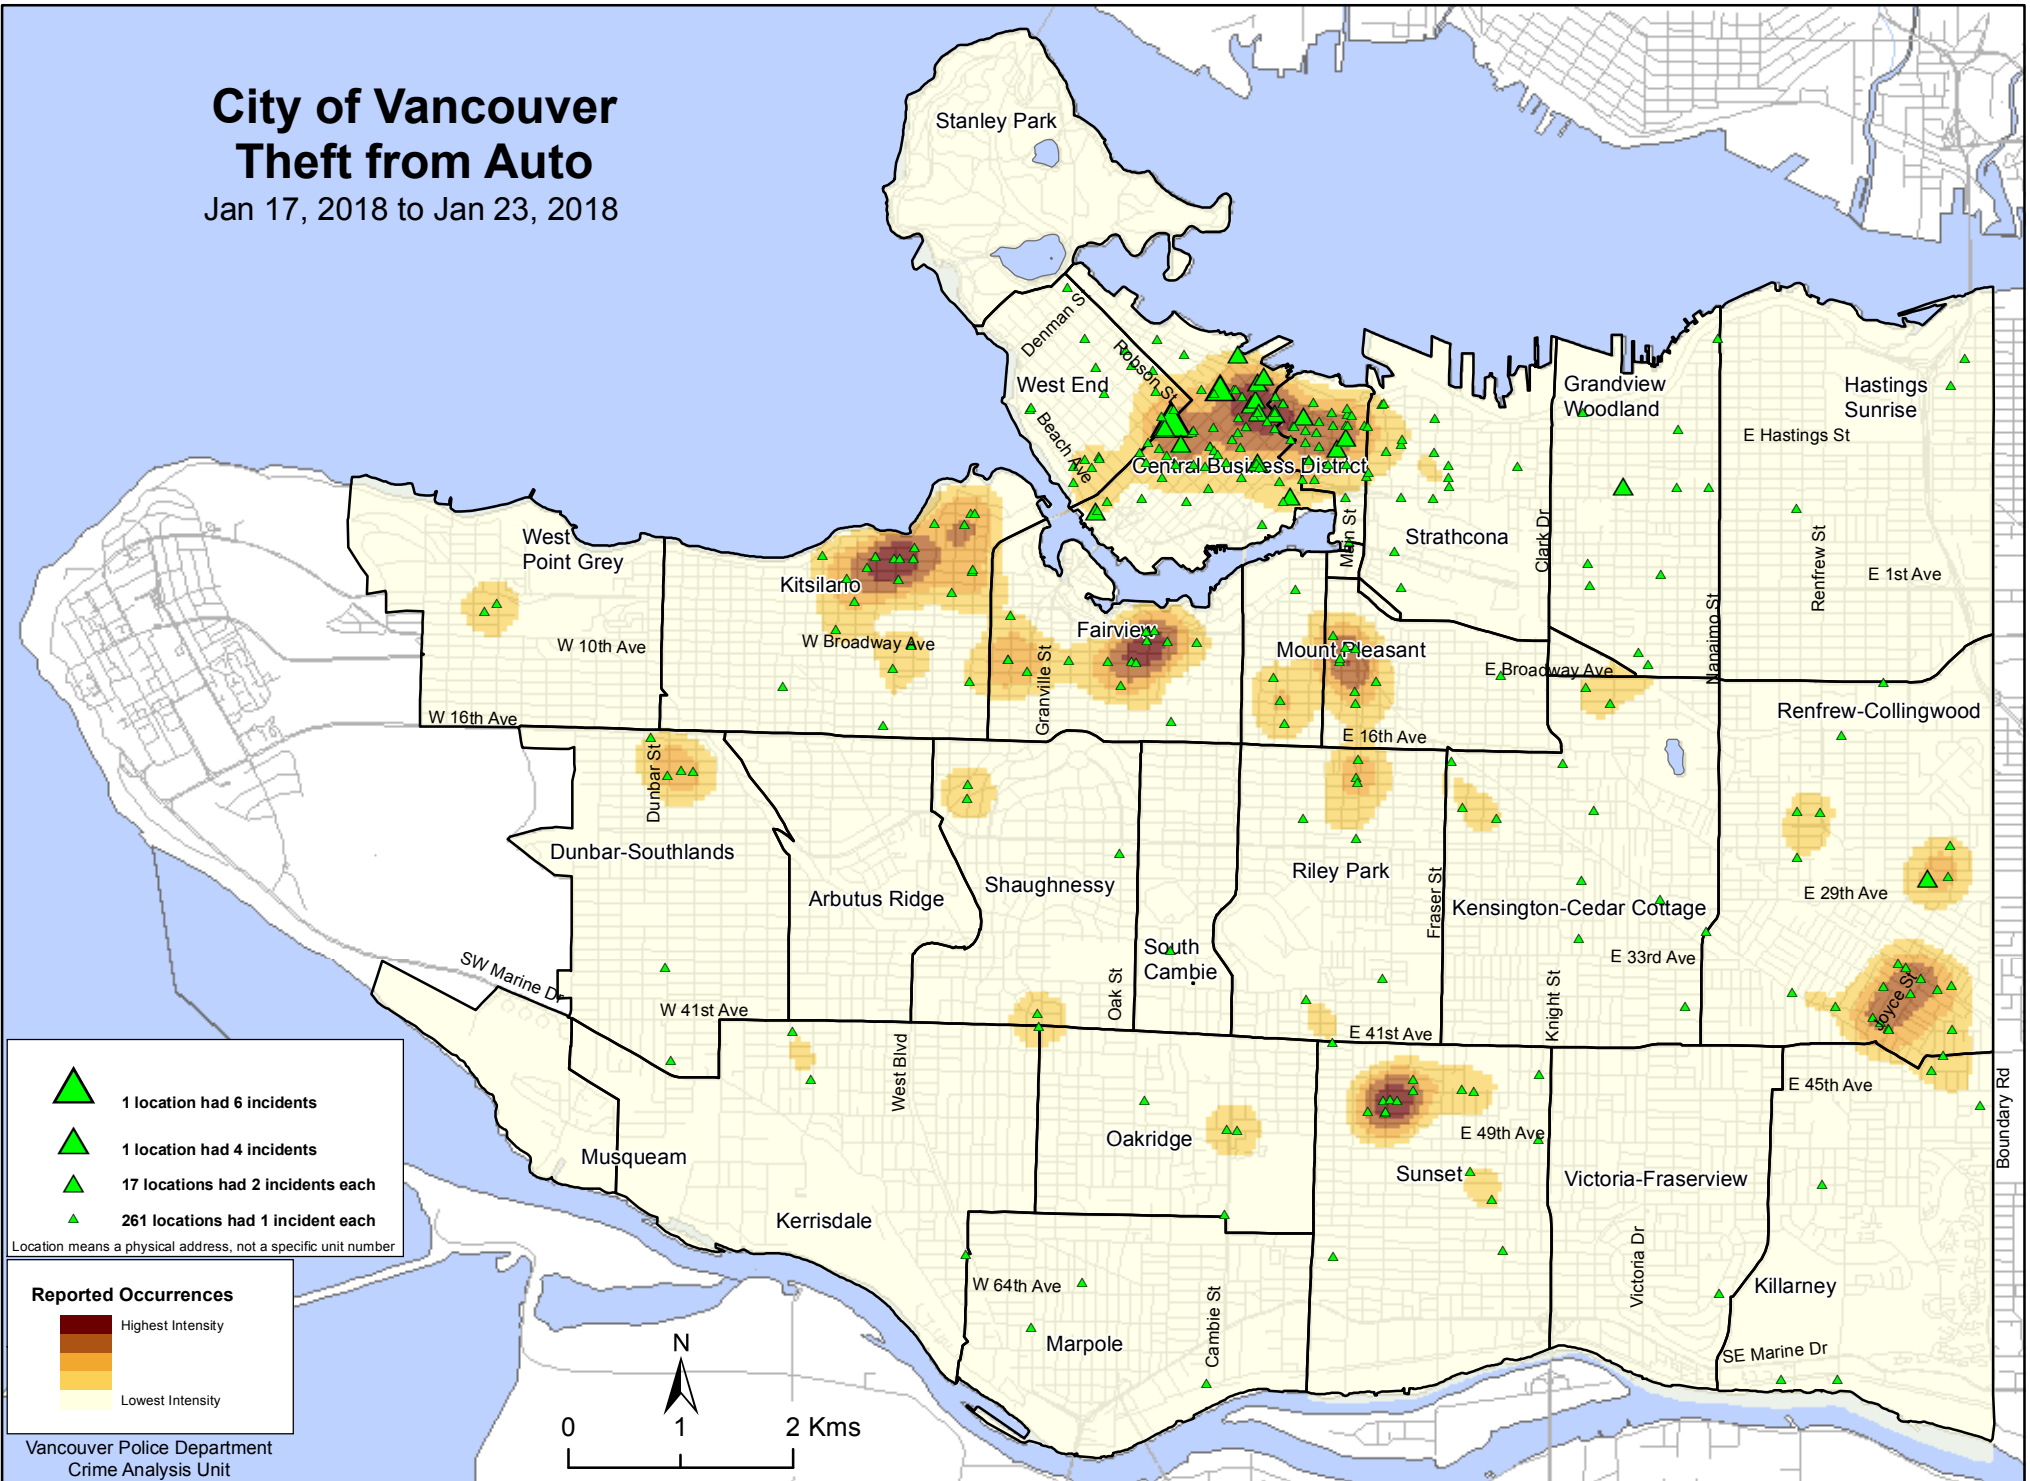 City of Vancouver
Theft from Auto
Jan 17, 2018 to Jan 23, 2018
Stanley Park
Denman St
Robson St
West End
Beach Ave
Central Business District
Grandview
Woodland
Hastings
Sunrise
E Hastings St
West
Point Grey
Kitsilano
Main St
Strathcona
Clark Dr
Renfrew St
E 1st Ave
Nanaimo St
W 10th Ave
W Broadway Ave
Fairview
Granville St
Mount Pleasant
E Broadway Ave
W 16th Ave
E 16th Ave
Renfrew-Collingwood
Dunbar St
Dunbar-Southlands
Arbutus Ridge
Shaughnessy
Riley Park
Fraser St
Kensington-Cedar Cottage
E 29th Ave
South
Cambie
E 33rd Ave
SW Marine Dr
W 41st Ave
Oak St
Knight St
Joyce St
E 41st Ave
West Blvd
E 45th Ave
Boundary Rd
1 location had 6 incidents
1 location had 4 incidents
17 locations had 2 incidents each
261 locations had 1 incident each
Location means a physical address, not a specific unit number
Oakridge
E 49th Ave
Musqueam
Sunset
Victoria-Fraserview
Kerrisdale
Victoria Dr
W 64th Ave
Cambie St
Killarney
Marpole
SE Marine Dr
Reported Occurrences
Highest Intensity
Lowest Intensity
N
0 1 2 Kms
Vancouver Police Department
Crime Analysis Unit